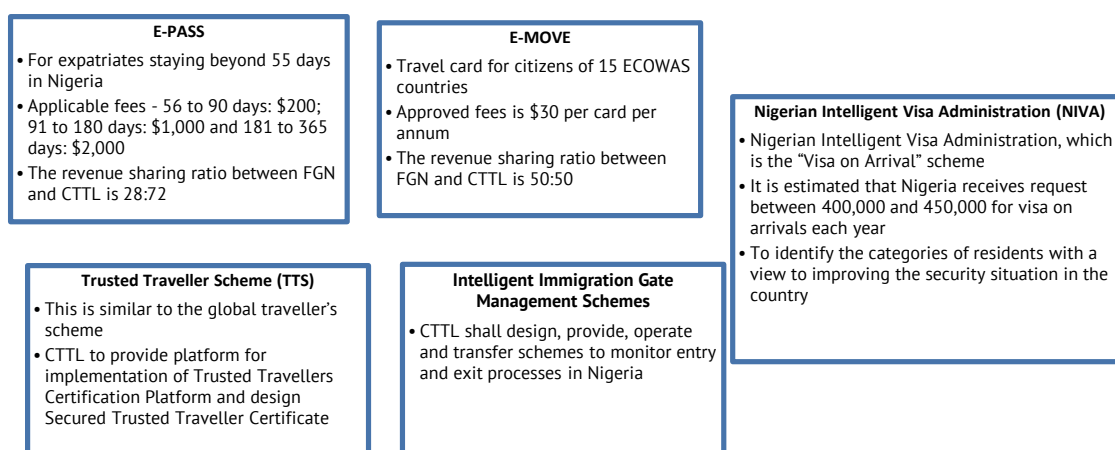 E-PASS
• For expatriates staying beyond 55 days
in Nigeria
• Applicable fees - 56 to 90 days: $200;
91 to 180 days: $1,000 and 181 to 365
days: $2,000
• The revenue sharing ratio between FGN
and CTTL is 28:72
E-MOVE
• Travel card for citizens of 15 ECOWAS
countries
• Approved fees is $30 per card per
annum
• The revenue sharing ratio between
FGN and CTTL is 50:50
Nigerian Intelligent Visa Administration (NIVA)
• Nigerian Intelligent Visa Administration, which
is the “Visa on Arrival” scheme
• It is estimated that Nigeria receives request
between 400,000 and 450,000 for visa on
arrivals each year
• To identify the categories of residents with a
view to improving the security situation in the
country
Trusted Traveller Scheme (TTS)
• This is similar to the global traveller’s
scheme
• CTTL to provide platform for
implementation of Trusted Travellers
Certification Platform and design
Secured Trusted Traveller Certificate
Intelligent Immigration Gate
Management Schemes
• CTTL shall design, provide, operate
and transfer schemes to monitor entry
and exit processes in Nigeria